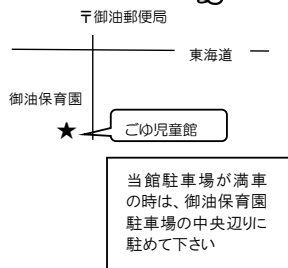 〒御油郵便局
東海道
御油保育園
★
ごゆ児童館
当館駐車場が満車
の時は、御油保育園
駐車場の中央辺りに
駐めて下さい